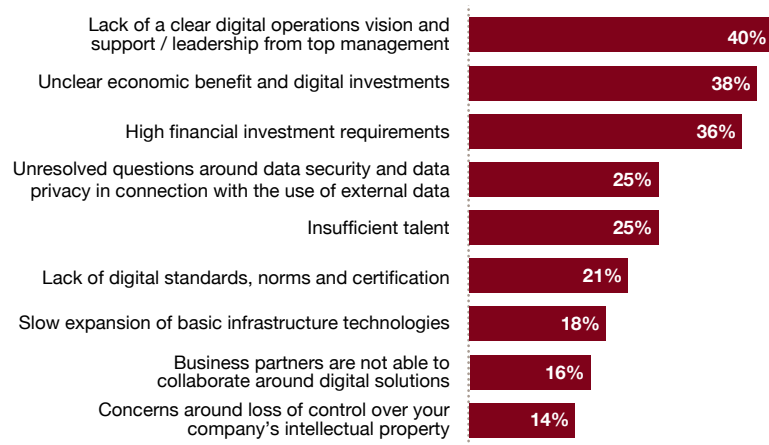 Lack of a clear digital operations vision and
support / leadership from top management
40%
Unclear economic benefit and digital investments
38%
High financial investment requirements
36%
Unresolved questions around data security and data
privacy in connection with the use of external data
25%
Insufficient talent
25%
Lack of digital standards, norms and certification
21%
Slow expansion of basic infrastructure technologies
18%
Business partners are not able to
collaborate around digital solutions
16%
Concerns around loss of control over your
company’s intellectual property
14%